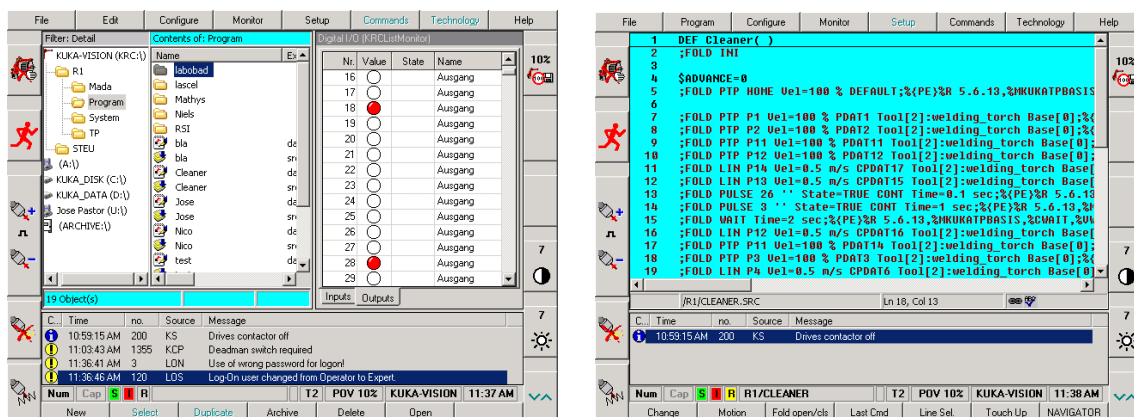 File Edit Configure Monitor Setup Commands Technology Help
Filter: Detail
Contents of: Program
KUKA-VISION (KRC:\)
R1
Mada
Program
System
TP
STEU
(A:\)
KUKA_DISK (C:\)
KUKA_DATA (D:\)
Jose Pastor (U:\)
(ARCHIVE:\)
Name Ex
labobad
lascel
Mathys
Niels
RSI
bla da
bla sr
Cleaner da
Cleaner sr
Jose da
Jose sr
Nico da
Nico sr
test da
19 Object(s)
Digital I/O (KRCListMonitor)
Nr. Value State Name
16 Ausgang
17 Ausgang
18 Ausgang
19 Ausgang
20 Ausgang
21 Ausgang
22 Ausgang
23 Ausgang
24 Ausgang
25 Ausgang
26 Ausgang
27 Ausgang
28 Ausgang
29 Ausgang
Inputs Outputs
10%
7
7
C... Time no. Source Message
10:59:15 AM 200 KS Drives contactor off
11:03:43 AM 1355 KCP Deadman switch required
11:36:41 AM 3 LON Use of wrong password for logon!
11:36:46 AM 120 LOS Log-On user changed from Operator to Expert.
Num Cap S I R T2 POV 10% KUKA-VISION 11:37 AM
New Select Duplicate Archive Delete Open
File Program Configure Monitor Setup Commands Technology Help
1 DEF Cleaner( )
2 ;FOLD INI
3
4 $ADVANCE=0
5 ;FOLD PTP HOME Vel=100 % DEFAULT;%{PE}%R 5.6.13,%MKUKATPBASIS
6
7 ;FOLD PTP P1 Vel=100 % PDAT1 Tool[2]:welding_torch Base[0];%{
8 ;FOLD PTP P2 Vel=100 % PDAT2 Tool[2]:welding_torch Base[0];%{
9 ;FOLD PTP P11 Vel=100 % PDAT11 Tool[2]:welding_torch Base[0];
10 ;FOLD PTP P12 Vel=100 % PDAT12 Tool[2]:welding_torch Base[0];
11 ;FOLD LIN P14 Vel=0.5 m/s CPDAT17 Tool[2]:welding_torch Base[
12 ;FOLD LIN P13 Vel=0.5 m/s CPDAT15 Tool[2]:welding_torch Base[
13 ;FOLD PULSE 26 '' State=TRUE CONT Time=0.1 sec;%{PE}%R 5.6.13
14 ;FOLD PULSE 3 '' State=TRUE CONT Time=1 sec;%{PE}%R 5.6.13,%M
15 ;FOLD WAIT Time=2 sec;%{PE}%R 5.6.13,%MKUKATPBASIS,%CWAIT,%VW
16 ;FOLD LIN P12 Vel=0.5 m/s CPDAT16 Tool[2]:welding_torch Base[
17 ;FOLD PTP P11 Vel=100 % PDAT14 Tool[2]:welding_torch Base[0];
18 ;FOLD PTP P3 Vel=100 % PDAT3 Tool[2]:welding_torch Base[0];%{
19 ;FOLD LIN P4 Vel=0.5 m/s CPDAT6 Tool[2]:welding_torch Base[0]
/R1/CLEANER.SRC Ln 18, Col 13
10%
7
7
C... Time no. Source Message
10:59:15 AM 200 KS Drives contactor off
Num Cap S I R R1/CLEANER T2 POV 10% KUKA-VISION 11:38 AM
Change Motion Fold open/cls Last Cmd Line Sel. Touch Up NAVIGATOR